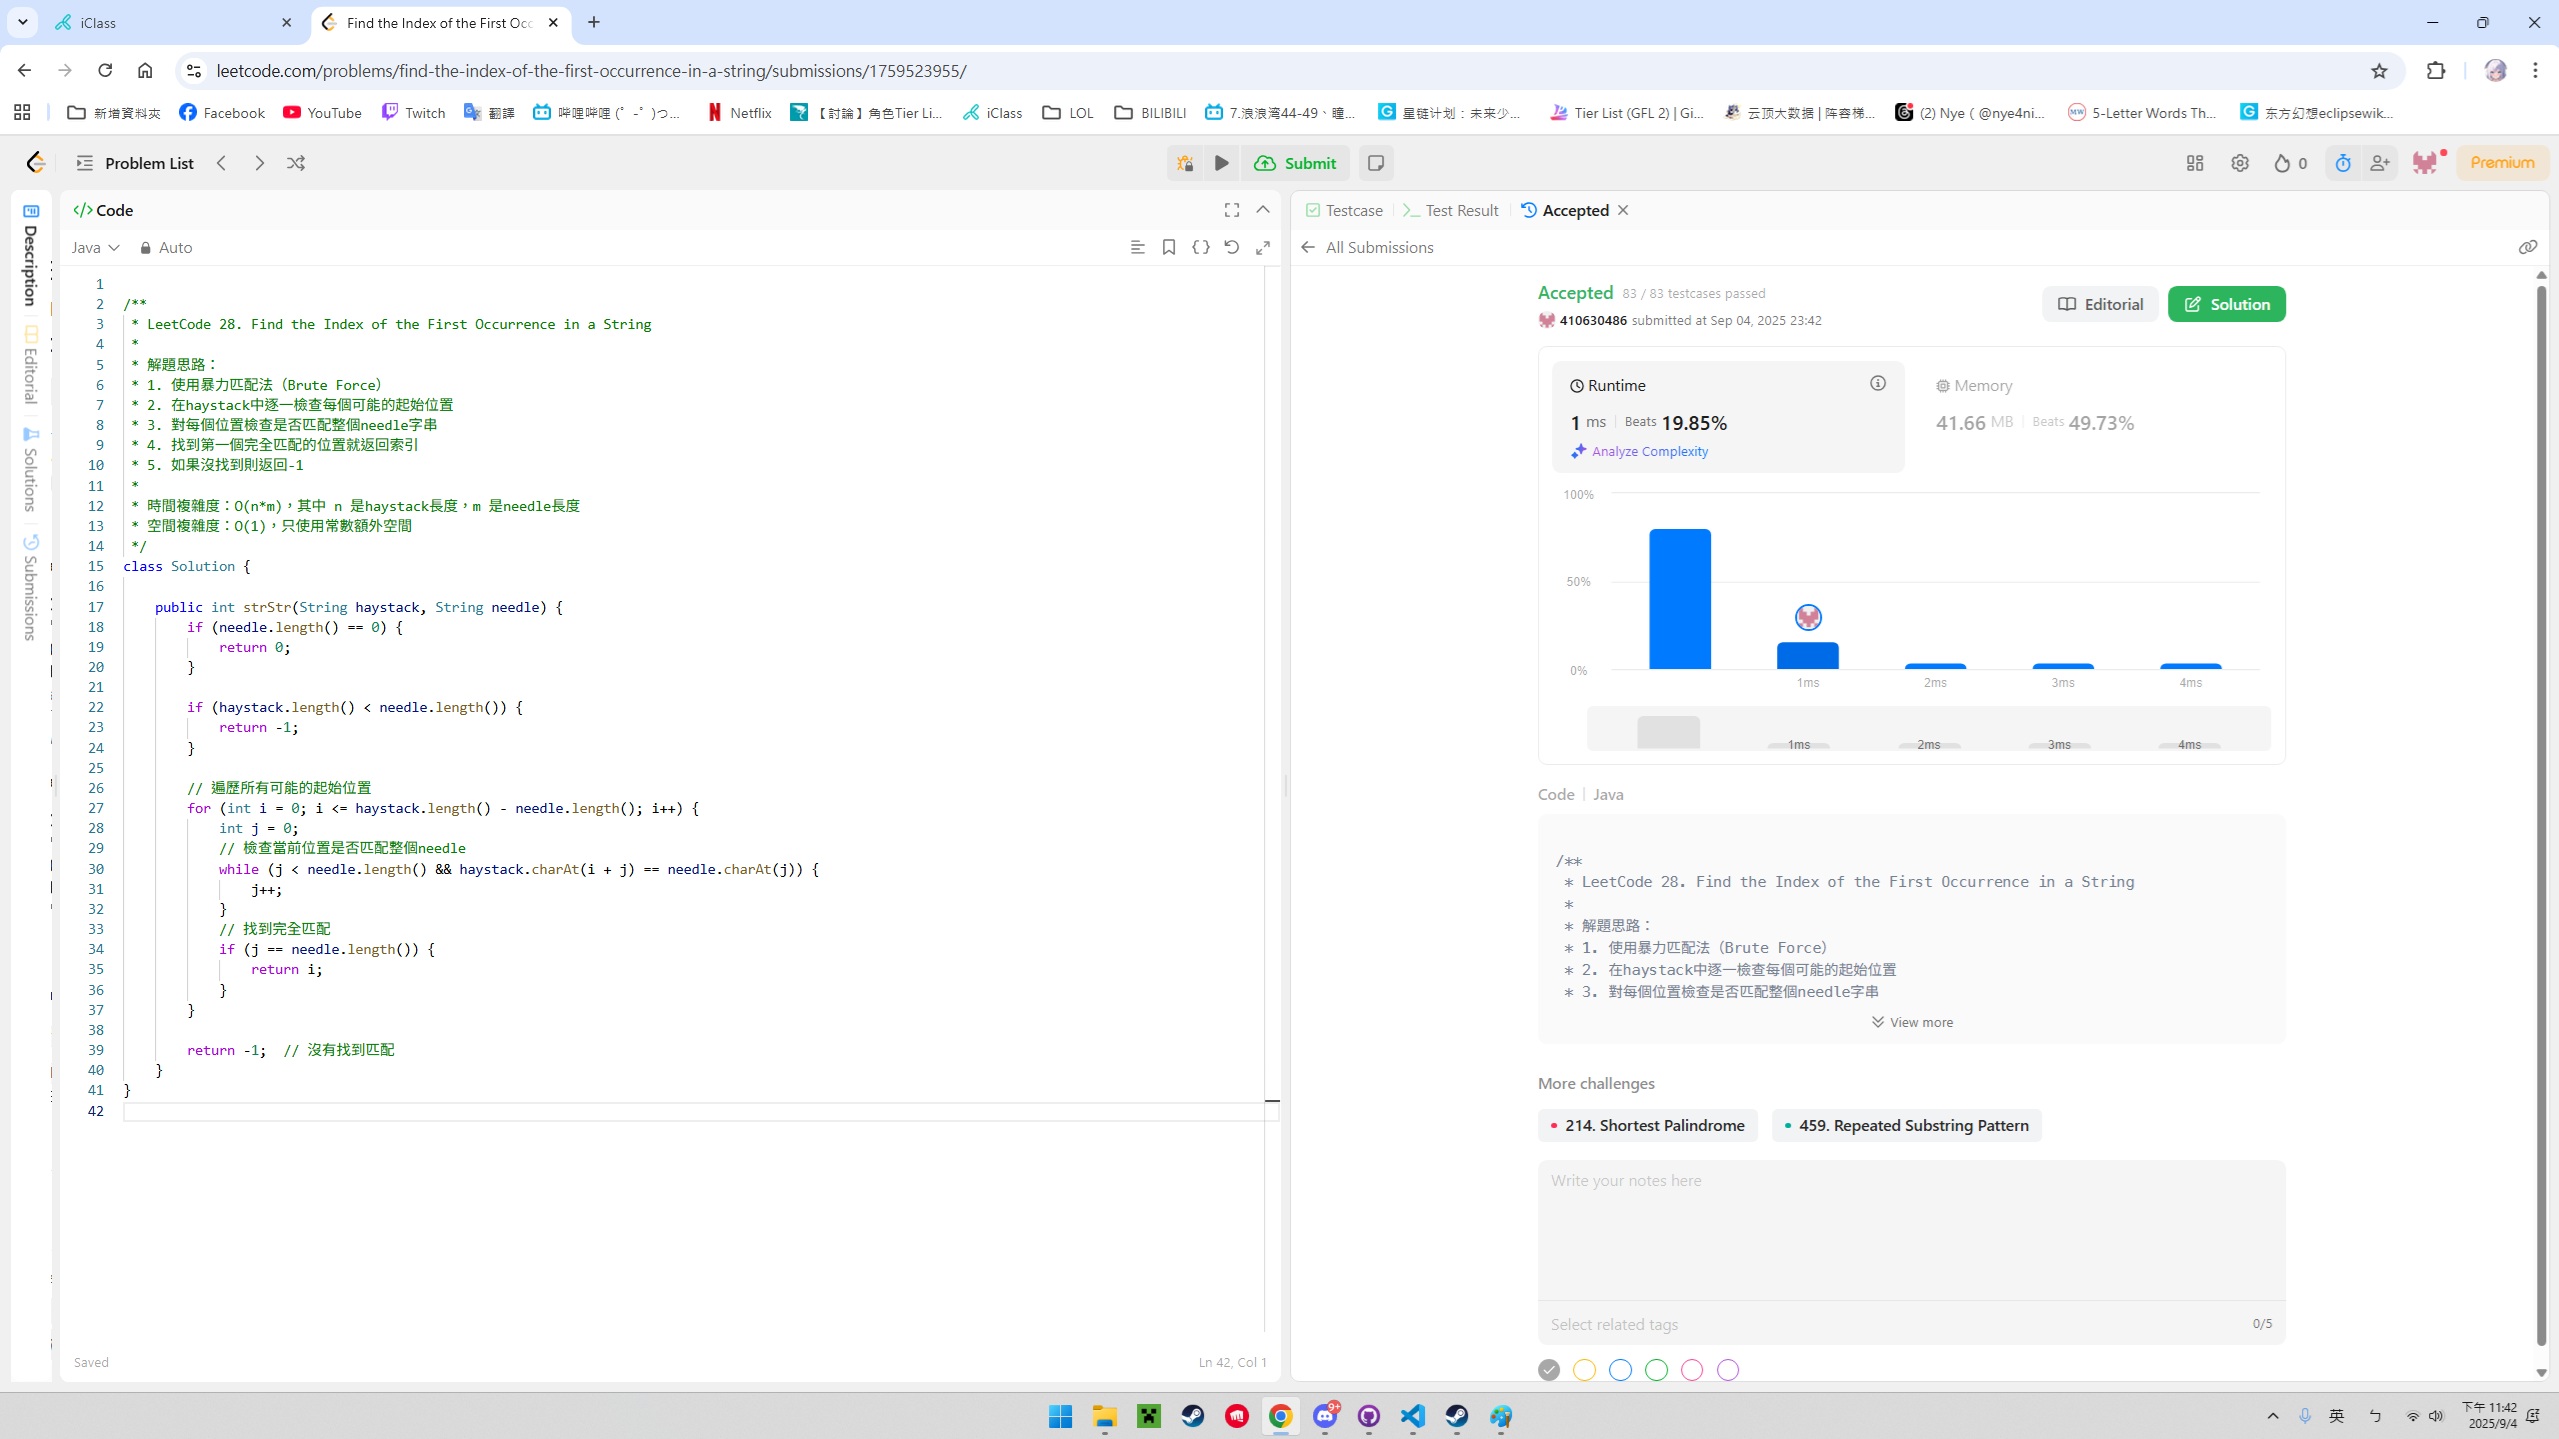 iClass
Find the Index of the First Occ
leetcode.com/problems/find-the-index-of-the-first-occurrence-in-a-string/submissions/1759523955/
新增資料夾
Facebook
YouTube
Twitch
翻譯
哔哩哔哩 (゜-゜)つ...
Netflix
【討論】角色Tier Li...
iClass
LOL
BILIBILI
7.浪浪湾44-49、瞳...
星链计划：未来少...
Tier List (GFL 2) | Gi...
云顶大数据 | 阵容梯...
(2) Nye ( @nye4ni...
5-Letter Words Th...
东方幻想eclipsewik...
Problem List
Submit
0
Premium
Description
Editorial
Solutions
Submissions
</> Code
Java
Auto
1
2 /**
3 * LeetCode 28. Find the Index of the First Occurrence in a String
4 *
5 * 解題思路：
6 * 1. 使用暴力匹配法（Brute Force）
7 * 2. 在haystack中逐一檢查每個可能的起始位置
8 * 3. 對每個位置檢查是否匹配整個needle字串
9 * 4. 找到第一個完全匹配的位置就返回索引
10 * 5. 如果沒找到則返回-1
11 *
12 * 時間複雜度：O(n*m)，其中 n 是haystack長度，m 是needle長度
13 * 空間複雜度：O(1)，只使用常數額外空間
14 */
15 class Solution {
16
17 public int strStr(String haystack, String needle) {
18 if (needle.length() == 0) {
19 return 0;
20 }
21
22 if (haystack.length() < needle.length()) {
23 return -1;
24 }
25
26 // 遍歷所有可能的起始位置
27 for (int i = 0; i <= haystack.length() - needle.length(); i++) {
28 int j = 0;
29 // 檢查當前位置是否匹配整個needle
30 while (j < needle.length() && haystack.charAt(i + j) == needle.charAt(j)) {
31 j++;
32 }
33 // 找到完全匹配
34 if (j == needle.length()) {
35 return i;
36 }
37 }
38
39 return -1; // 沒有找到匹配
40 }
41 }
42
Saved
Ln 42, Col 1
Testcase
Test Result
Accepted
All Submissions
Accepted 83 / 83 testcases passed
410630486 submitted at Sep 04, 2025 23:42
Editorial
Solution
Runtime
1 ms Beats 19.85%
Analyze Complexity
Memory
41.66 MB Beats 49.73%
100%
50%
0%
1ms 2ms 3ms 4ms
1ms 2ms 3ms 4ms
Code | Java
/**
* LeetCode 28. Find the Index of the First Occurrence in a String
*
* 解題思路：
* 1. 使用暴力匹配法（Brute Force）
* 2. 在haystack中逐一檢查每個可能的起始位置
* 3. 對每個位置檢查是否匹配整個needle字串
View more
More challenges
214. Shortest Palindrome
459. Repeated Substring Pattern
Write your notes here
Select related tags
0/5
9+
英
ㄅ
下午 11:42
2025/9/4